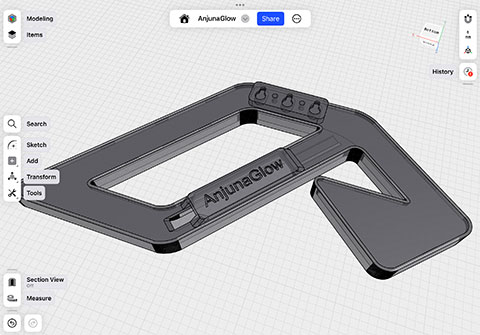 Modeling
AnjunaGlow
Share
Items
History
Search
Sketch
Add
Transform
Tools
AnjunaGlow
Section View
Off
Measure